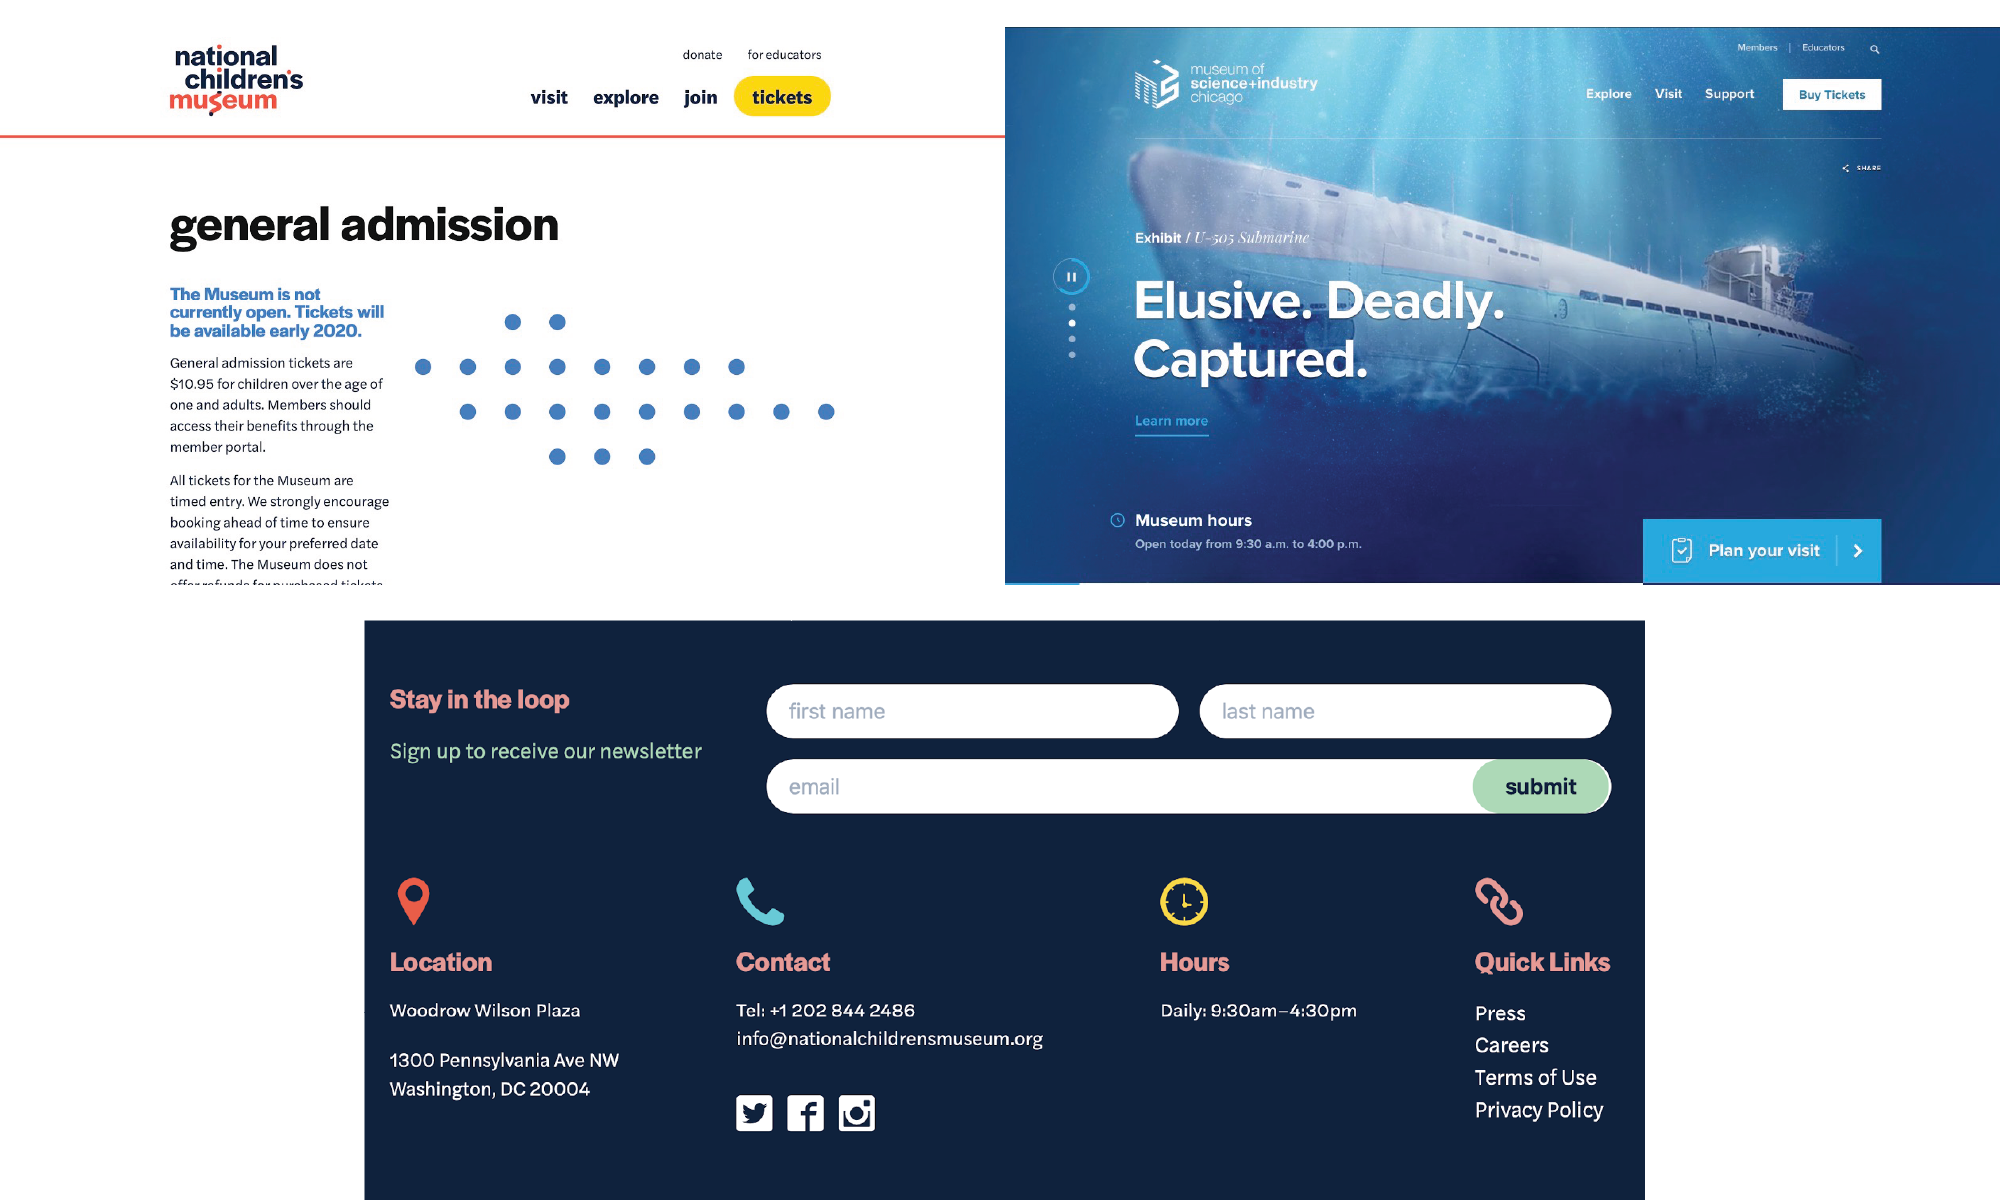 national
children's
museum
donate for educators
visit explore join tickets
general admission
The Museum is not
currently open. Tickets will
be available early 2020.
General admission tickets are
$10.95 for children over the age of
one and adults. Members should
access their benefits through the
member portal.
All tickets for the Museum are
timed entry. We strongly encourage
booking ahead of time to ensure
availability for your preferred date
and time. The Museum does not
offer refunds for purchased tickets
museum of
science+industry
chicago
Members | Educators
Explore Visit Support Buy Tickets
SHARE
Exhibit / U-505 Submarine
Elusive. Deadly.
Captured.
Learn more
Museum hours
Open today from 9:30 a.m. to 4:00 p.m.
Plan your visit
Stay in the loop
Sign up to receive our newsletter
first name
last name
email
submit
Location
Woodrow Wilson Plaza
1300 Pennsylvania Ave NW
Washington, DC 20004
Contact
Tel: +1 202 844 2486
info@nationalchildrensmuseum.org
Hours
Daily: 9:30am–4:30pm
Quick Links
Press
Careers
Terms of Use
Privacy Policy